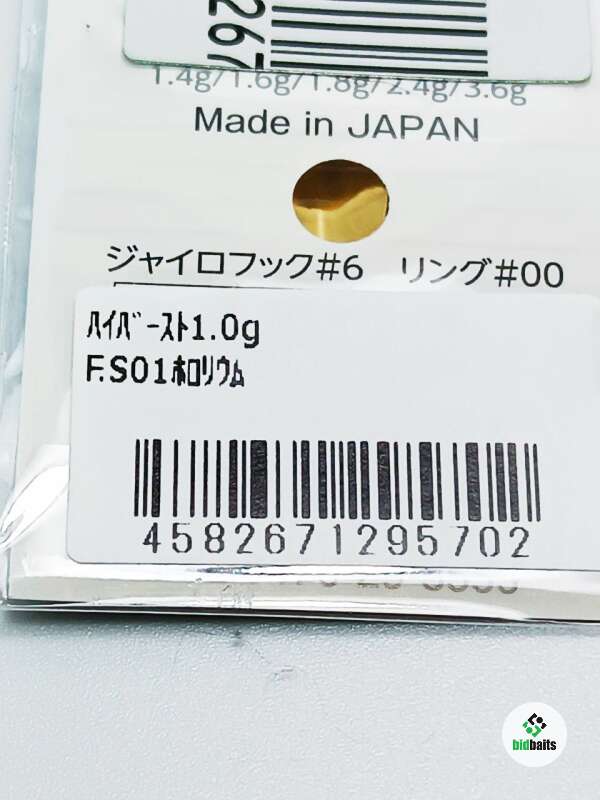 267
1.4g/1.6g/1.8g/2.4g/3.6g
Made in JAPAN
ジャイロフック#6 リング#00
ﾊｲﾊﾞｰｽﾄ1.0g
F.S01ﾎﾛﾘｳﾑ
4582671295702
bidbaits